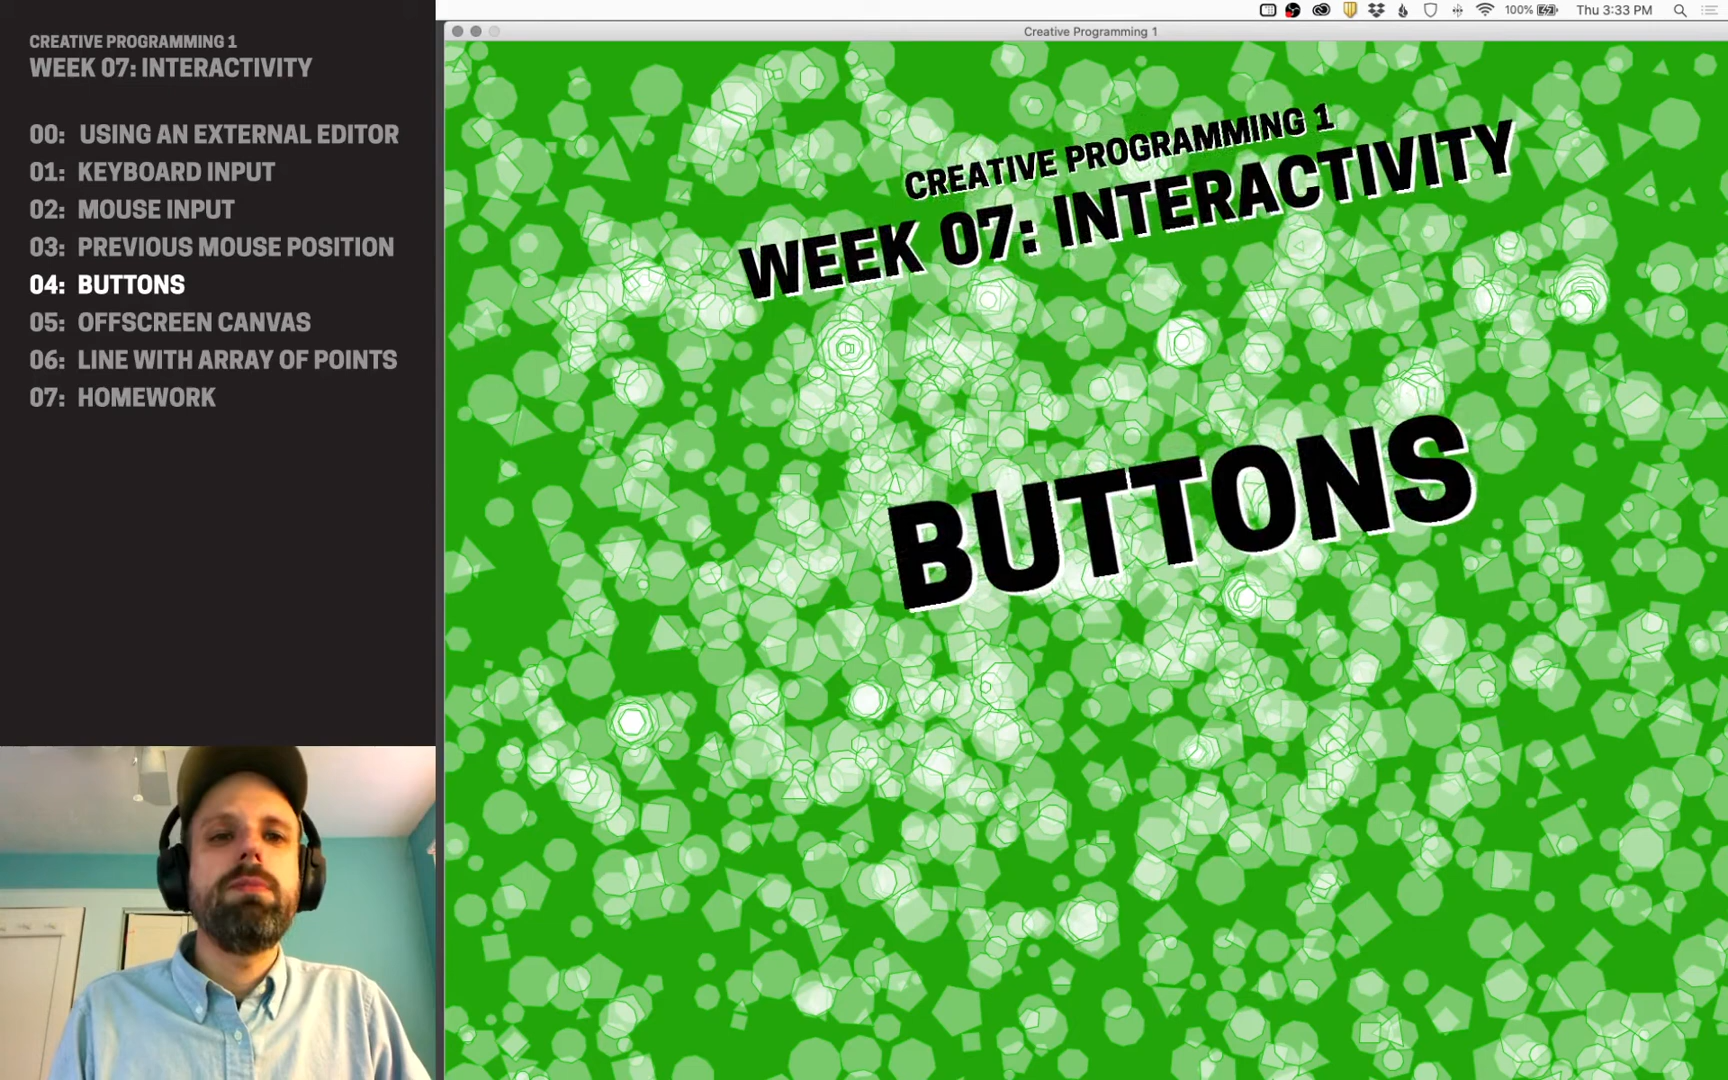 CREATIVE PROGRAMMING 1
WEEK 07: INTERACTIVITY
00: USING AN EXTERNAL EDITOR
01: KEYBOARD INPUT
02: MOUSE INPUT
03: PREVIOUS MOUSE POSITION
04: BUTTONS
05: OFFSCREEN CANVAS
06: LINE WITH ARRAY OF POINTS
07: HOMEWORK
100% Thu 3:33 PM
Creative Programming 1
CREATIVE PROGRAMMING 1
WEEK 07: INTERACTIVITY
BUTTONS